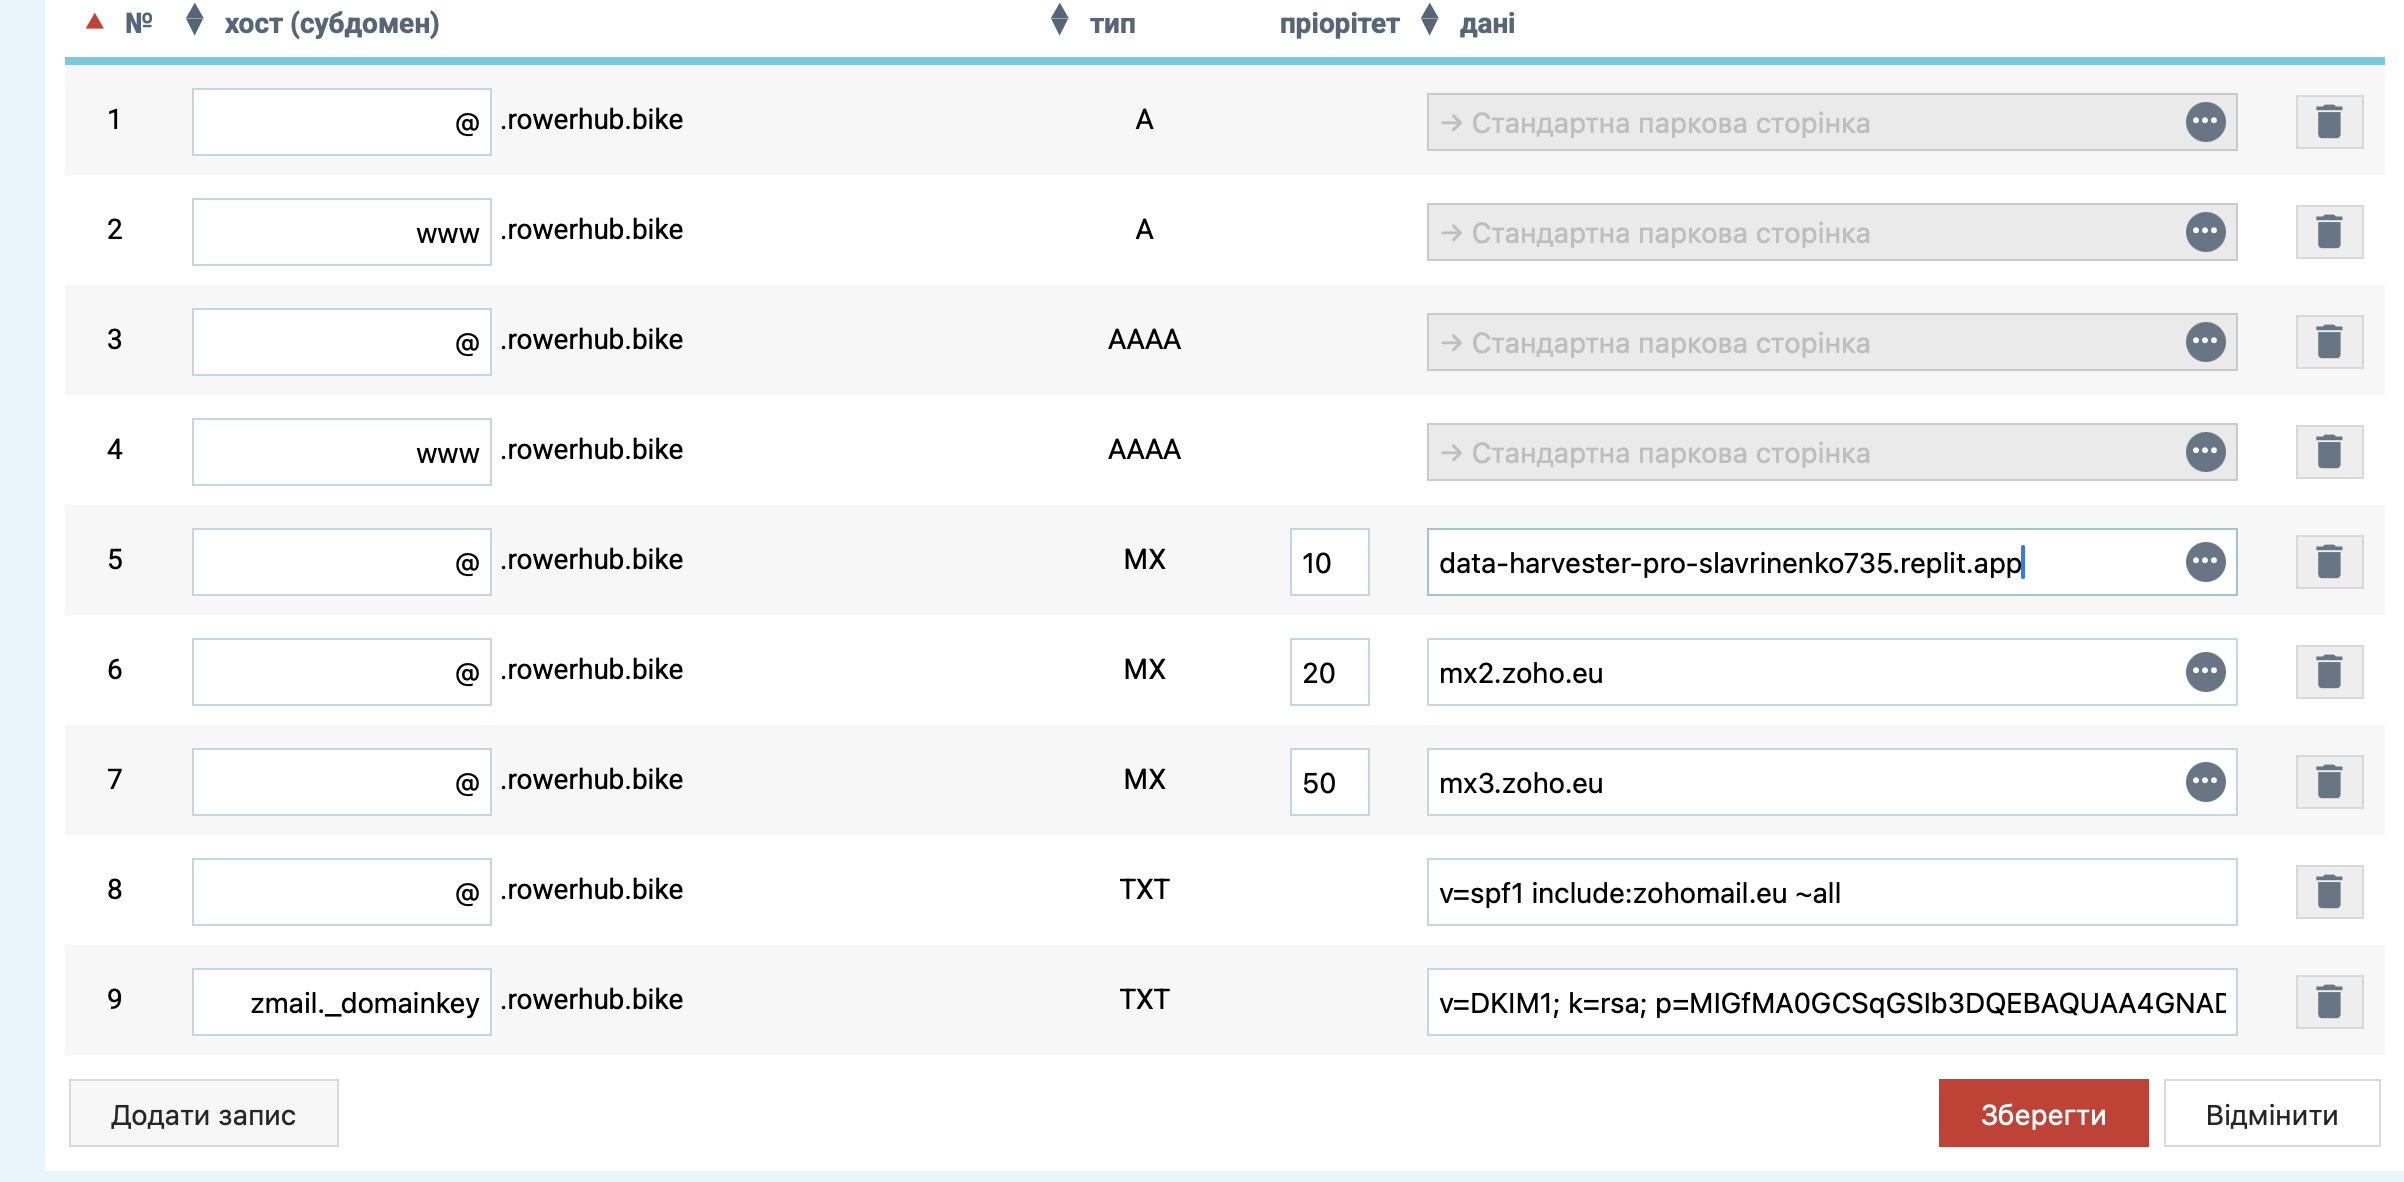 № хост (субдомен) тип пріорітет дані
1 @ .rowerhub.bike A → Стандартна паркова сторінка
2 www .rowerhub.bike A → Стандартна паркова сторінка
3 @ .rowerhub.bike AAAA → Стандартна паркова сторінка
4 www .rowerhub.bike AAAA → Стандартна паркова сторінка
5 @ .rowerhub.bike MX 10 data-harvester-pro-slavrinenko735.replit.app
6 @ .rowerhub.bike MX 20 mx2.zoho.eu
7 @ .rowerhub.bike MX 50 mx3.zoho.eu
8 @ .rowerhub.bike TXT v=spf1 include:zohomail.eu ~all
9 zmail._domainkey .rowerhub.bike TXT v=DKIM1; k=rsa; p=MIGfMA0GCSqGSIb3DQEBAQUAA4GNAD
Додати запис Зберегти Відмінити